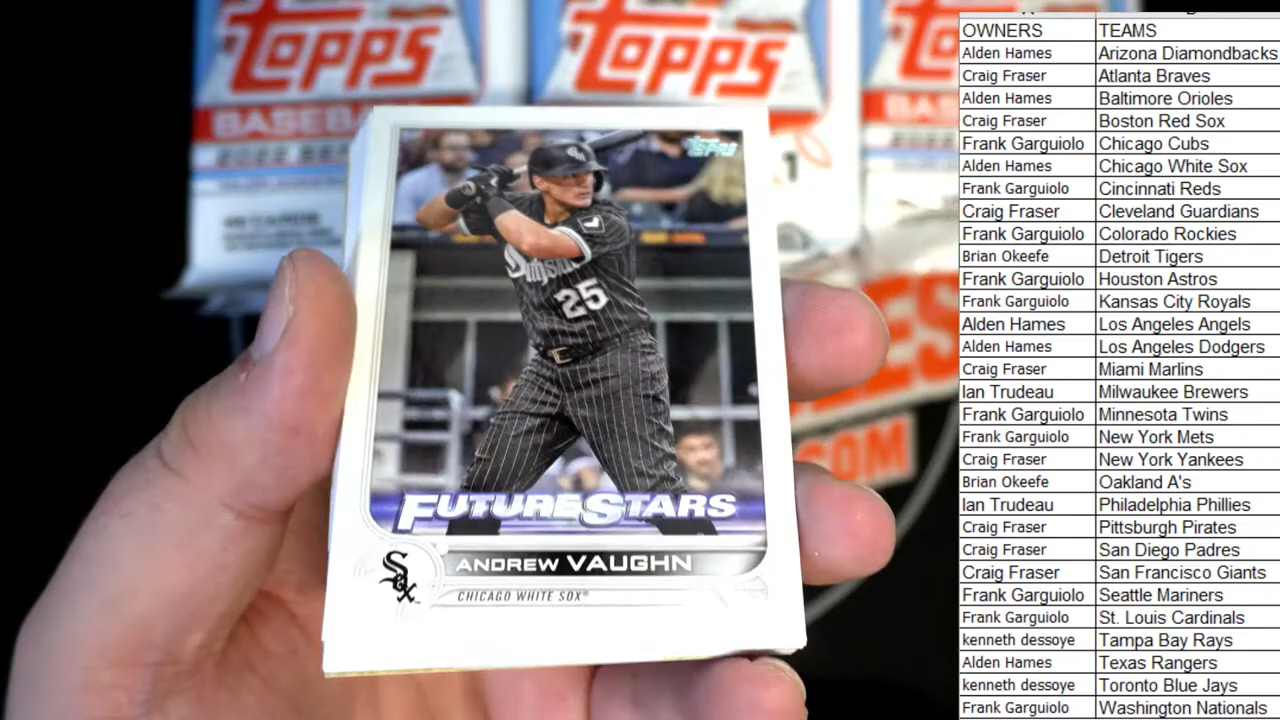 TOPPS
TOPPS
BASEB
2022 SE
1
Topps
Southside
25
FUTURE STARS
SOX
ANDREW VAUGHN
CHICAGO WHITE SOX
.COM
OWNERS TEAMS
Alden Hames Arizona Diamondbacks
Craig Fraser Atlanta Braves
Alden Hames Baltimore Orioles
Craig Fraser Boston Red Sox
Frank Garguiolo Chicago Cubs
Alden Hames Chicago White Sox
Frank Garguiolo Cincinnati Reds
Craig Fraser Cleveland Guardians
Frank Garguiolo Colorado Rockies
Brian Okeefe Detroit Tigers
Frank Garguiolo Houston Astros
Frank Garguiolo Kansas City Royals
Alden Hames Los Angeles Angels
Alden Hames Los Angeles Dodgers
Craig Fraser Miami Marlins
Ian Trudeau Milwaukee Brewers
Frank Garguiolo Minnesota Twins
Frank Garguiolo New York Mets
Craig Fraser New York Yankees
Brian Okeefe Oakland A's
Ian Trudeau Philadelphia Phillies
Craig Fraser Pittsburgh Pirates
Craig Fraser San Diego Padres
Craig Fraser San Francisco Giants
Frank Garguiolo Seattle Mariners
Frank Garguiolo St. Louis Cardinals
kenneth dessoye Tampa Bay Rays
Alden Hames Texas Rangers
kenneth dessoye Toronto Blue Jays
Frank Garguiolo Washington Nationals